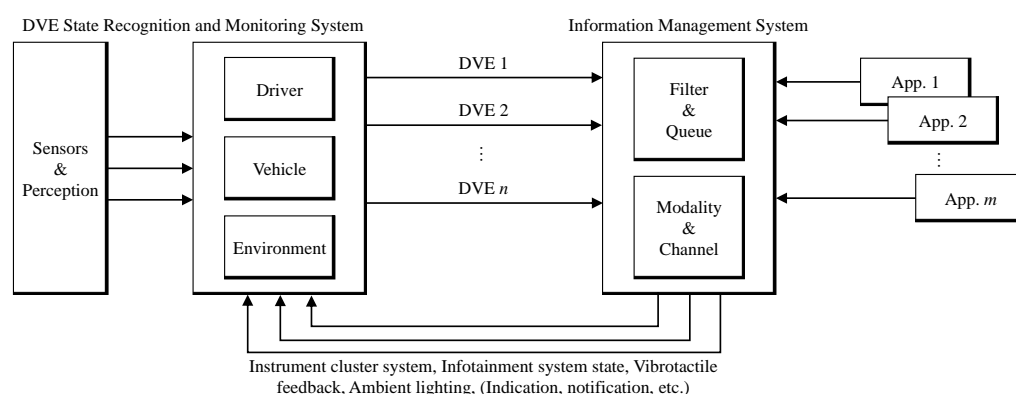 DVE State Recognition and Monitoring System
Information Management System
Sensors
&
Perception
Driver
Vehicle
Environment
DVE 1
DVE 2
⋮
DVE n
Filter
&
Queue
Modality
&
Channel
App. 1
App. 2
⋮
App. m
Instrument cluster system, Infotainment system state, Vibrotactile
feedback, Ambient lighting, (Indication, notification, etc.)